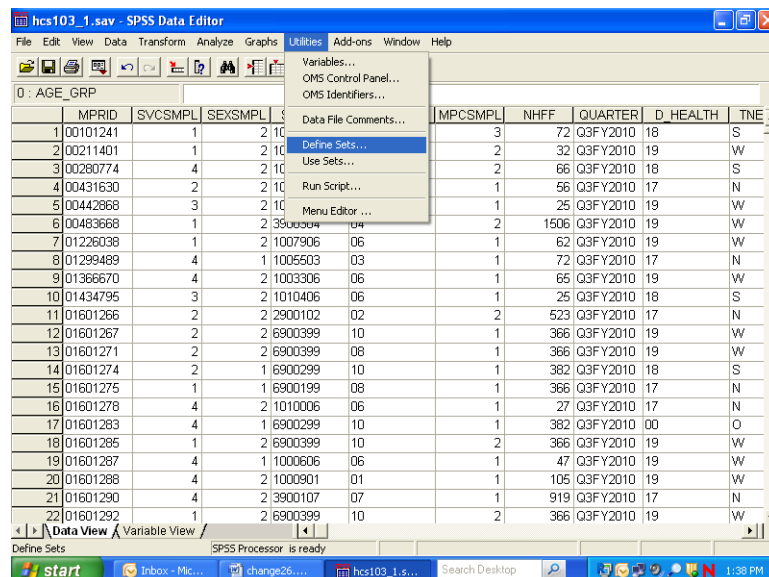 hcs103_1.sav - SPSS Data Editor
File Edit View Data Transform Analyze Graphs Utilities Add-ons Window Help
Variables...
OMS Control Panel...
OMS Identifiers...
Data File Comments...
Define Sets...
Use Sets...
Run Script...
Menu Editor ...
0 : AGE_GRP
MPRID SVCSMPL SEXSMPL S MPCSMPL NHFF QUARTER D_HEALTH TNE
1 00101241 1 2 10 3 72 Q3FY2010 18 S
2 00211401 1 2 10 2 32 Q3FY2010 19 W
3 00280774 4 2 10 2 66 Q3FY2010 18 S
4 00431630 2 2 10 1 56 Q3FY2010 17 N
5 00442868 3 2 10 1 25 Q3FY2010 19 W
6 00483668 1 2 3900304 04 2 1506 Q3FY2010 19 W
7 01226038 1 2 1007906 06 1 62 Q3FY2010 19 W
8 01299489 4 1 1005503 03 1 72 Q3FY2010 17 N
9 01366670 4 2 1003306 06 1 65 Q3FY2010 19 W
10 01434795 3 2 1010406 06 1 25 Q3FY2010 18 S
11 01601266 2 2 2900102 02 2 523 Q3FY2010 17 N
12 01601267 2 2 6900399 10 1 366 Q3FY2010 19 W
13 01601271 2 2 6900399 08 1 366 Q3FY2010 19 W
14 01601274 2 1 6900299 10 1 382 Q3FY2010 18 S
15 01601275 1 1 6900199 08 1 366 Q3FY2010 17 N
16 01601278 4 2 1010006 06 1 27 Q3FY2010 17 N
17 01601283 4 1 6900299 10 1 382 Q3FY2010 00 O
18 01601285 1 2 6900399 10 2 366 Q3FY2010 19 W
19 01601287 4 1 1000606 06 1 47 Q3FY2010 19 W
20 01601288 4 2 1000901 01 1 105 Q3FY2010 19 W
21 01601290 4 2 3900107 07 1 919 Q3FY2010 17 N
22 01601292 1 2 6900399 10 2 366 Q3FY2010 19 W
Data View Variable View
Define Sets SPSS Processor is ready
start Inbox - Mic... change26.... hcs103_1.s... Search Desktop N 1:38 PM